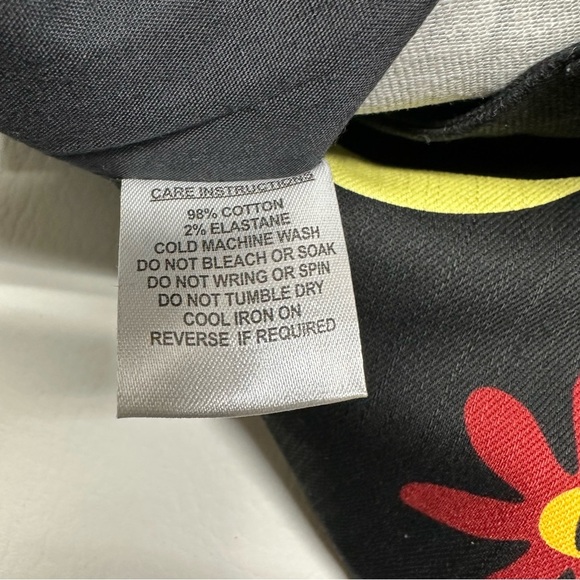 CARE INSTRUCTIONS
98% COTTON
2% ELASTANE
COLD MACHINE WASH
DO NOT BLEACH OR SOAK
DO NOT WRING OR SPIN
DO NOT TUMBLE DRY
COOL IRON ON
REVERSE IF REQUIRED